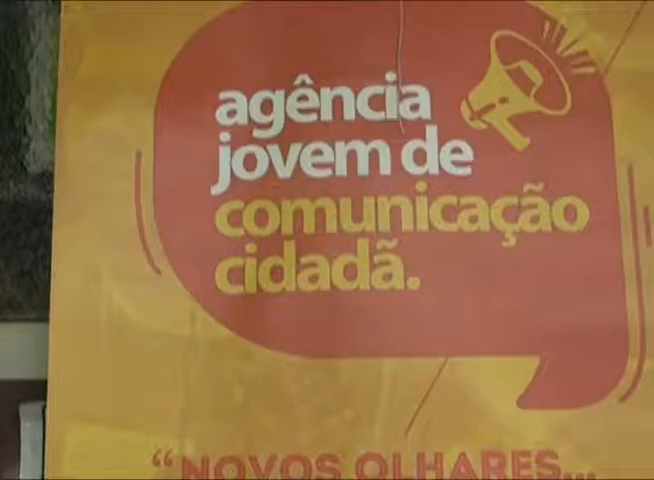 agência
jovem de
comunicação
cidadã.
“NOVOS OLHARES...